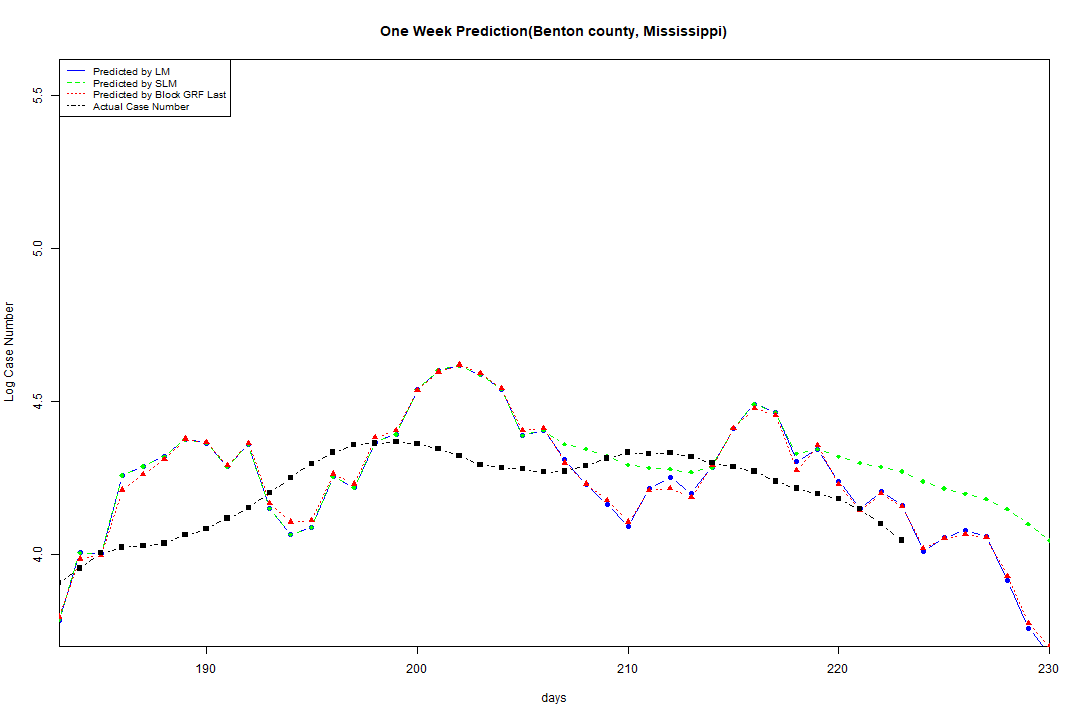 One Week Prediction(Benton county, Mississippi)
Predicted by LM
Predicted by SLM
Predicted by Block GRF Last
Actual Case Number
5.5
5.0
4.5
4.0
Log Case Number
190
200
210
220
230
days